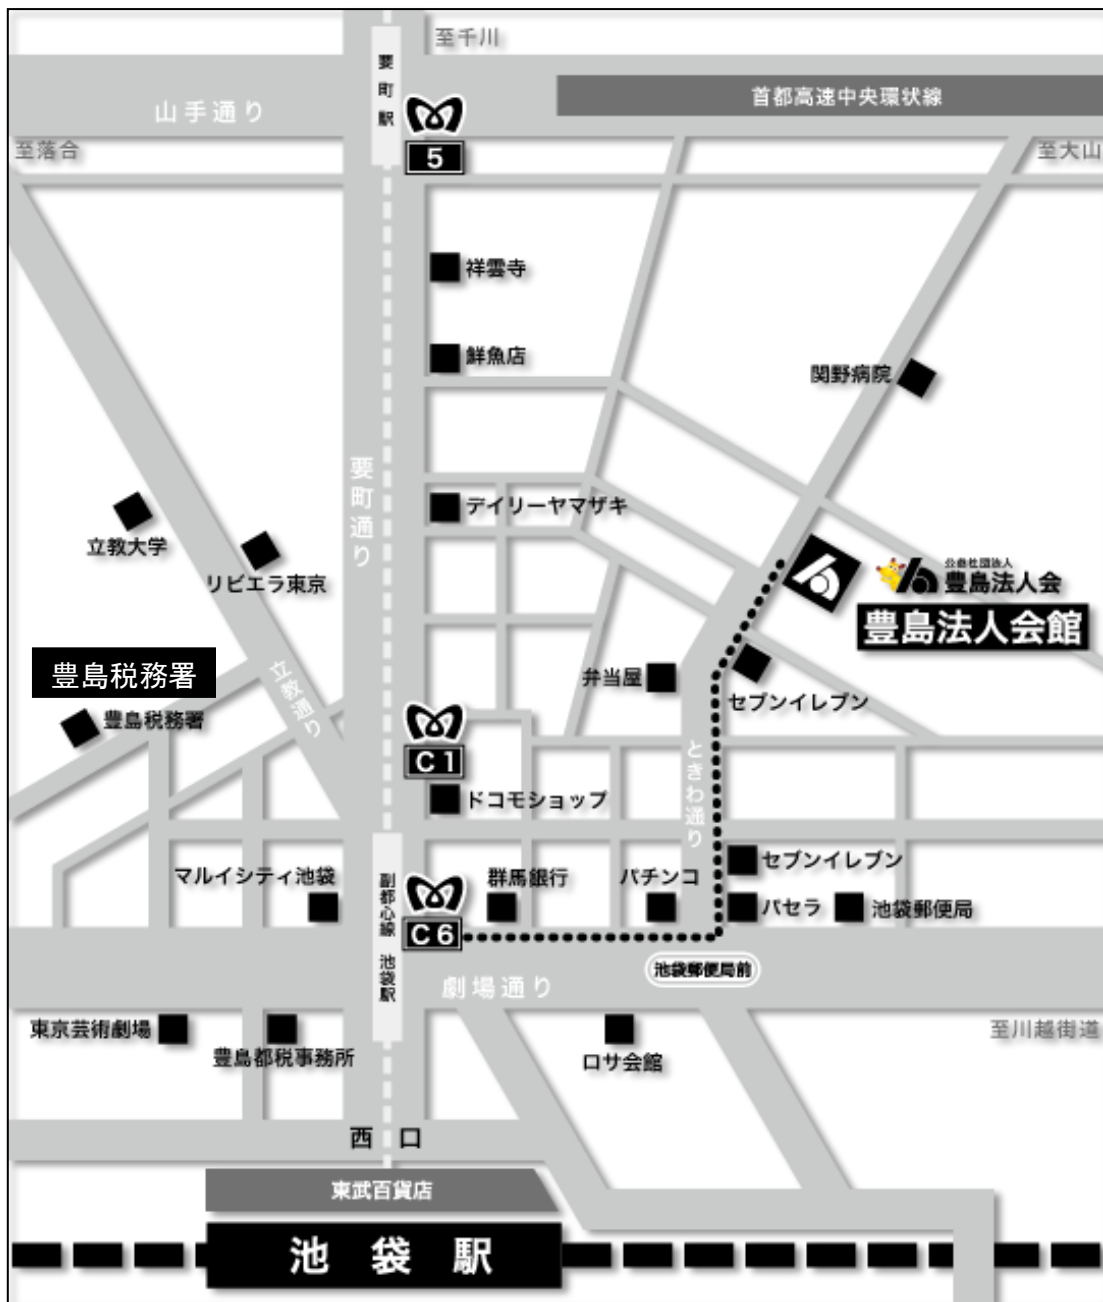 至千川
要町駅
首都高速中央環状線
山手通り
5
至落合
至大山
祥雲寺
鮮魚店
関野病院
要町通り
デイリーヤマザキ
立教大学
リビエラ東京
公益社団法人
豊島法人会
豊島法人会館
豊島税務署
弁当屋
セブンイレブン
立教通り
豊島税務署
C1
ときわ通り
ドコモショップ
マルイシティ池袋
副都心線 池袋駅
群馬銀行
パチンコ
セブンイレブン
パセラ
池袋郵便局
C6
池袋郵便局前
劇場通り
東京芸術劇場
豊島都税事務所
ロサ会館
至川越街道
西口
東武百貨店
池袋駅